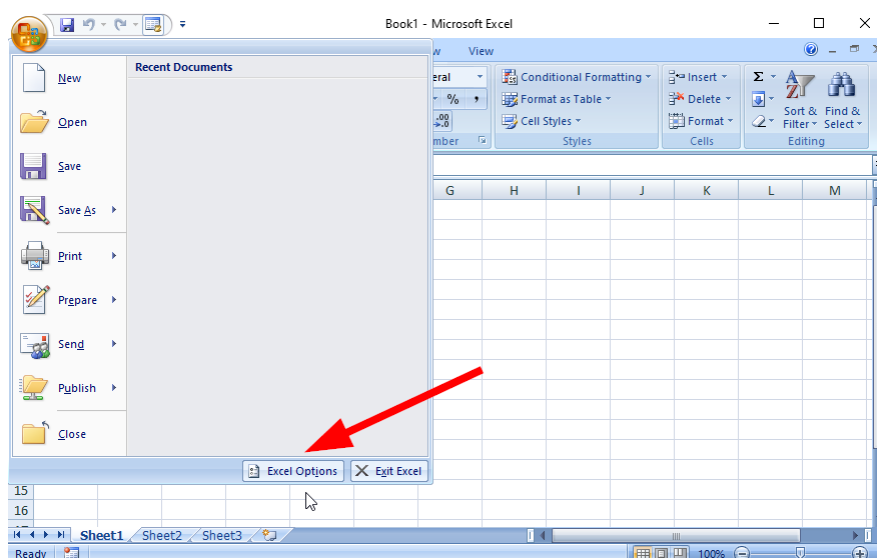 Book1 - Microsoft Excel
w View
New
Recent Documents
Open
Save
Save As
Print
Prepare
Send
Publish
Close
Excel Options
Exit Excel
eral
Conditional Formatting
Insert
Σ
% ,
Format as Table
Delete
.00
.0
Cell Styles
Format
Sort & Filter
Find & Select
mber
Styles
Cells
Editing
G H I J K L M
15
16
Sheet1 Sheet2 Sheet3
Ready
100%